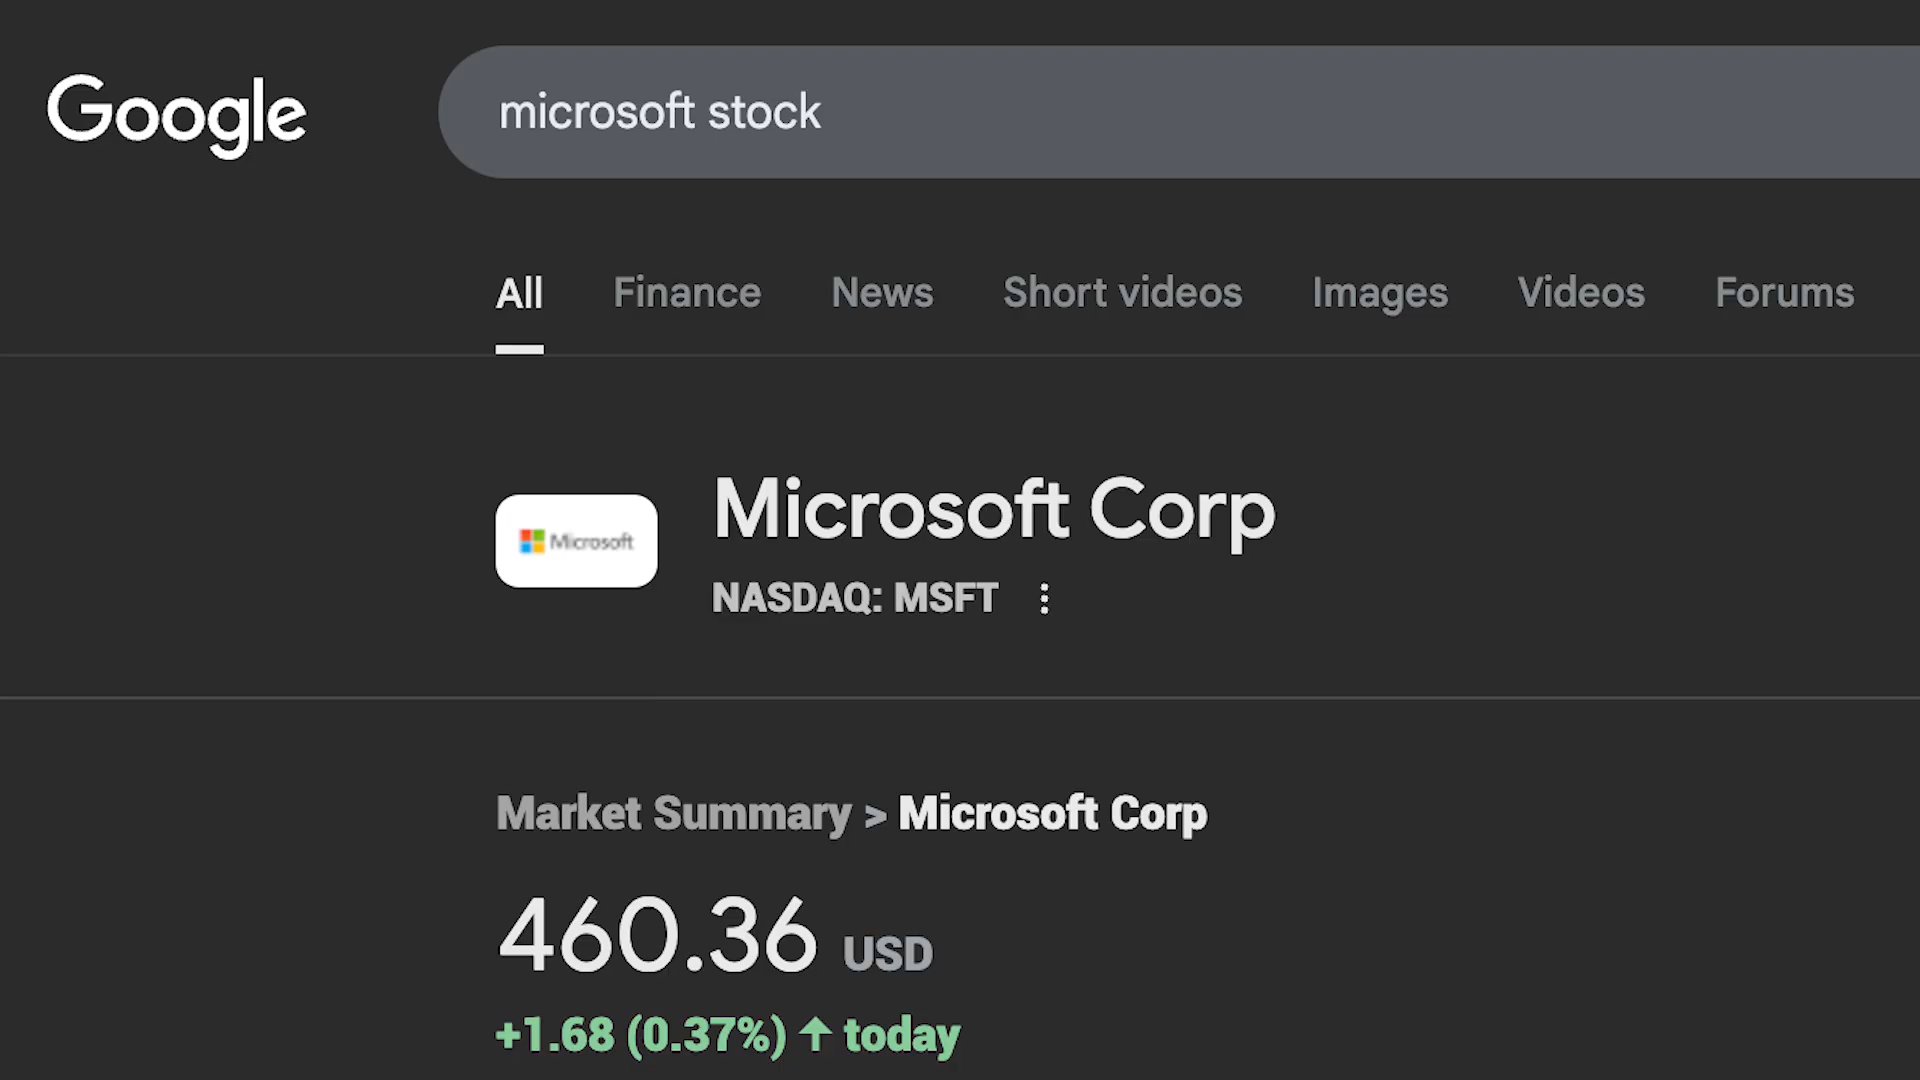 Google
microsoft stock
All Finance News Short videos Images Videos Forums
Microsoft
Microsoft Corp
NASDAQ: MSFT
Market Summary > Microsoft Corp
460.36 USD
+1.68 (0.37%) ↑ today